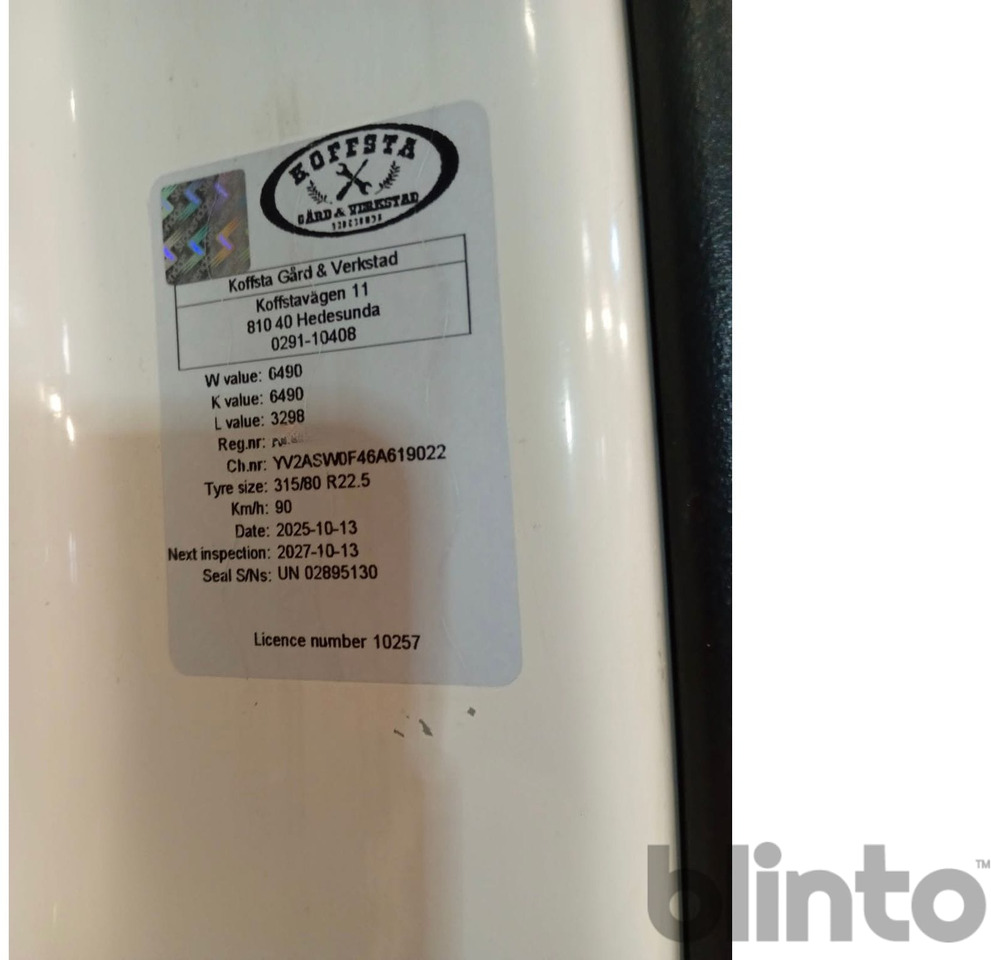 KOFFSTA
GÅRD & VERKSTAD
Koffsta Gård & Verkstad
Koffstavägen 11
810 40 Hedesunda
0291-10408
W value: 6490
K value: 6490
L value: 3298
Reg.nr:
Ch.nr: YV2ASW0F46A619022
Tyre size: 315/80 R22.5
Km/h: 90
Date: 2025-10-13
Next inspection: 2027-10-13
Seal S/Ns: UN 02895130
Licence number 10257
blinto™